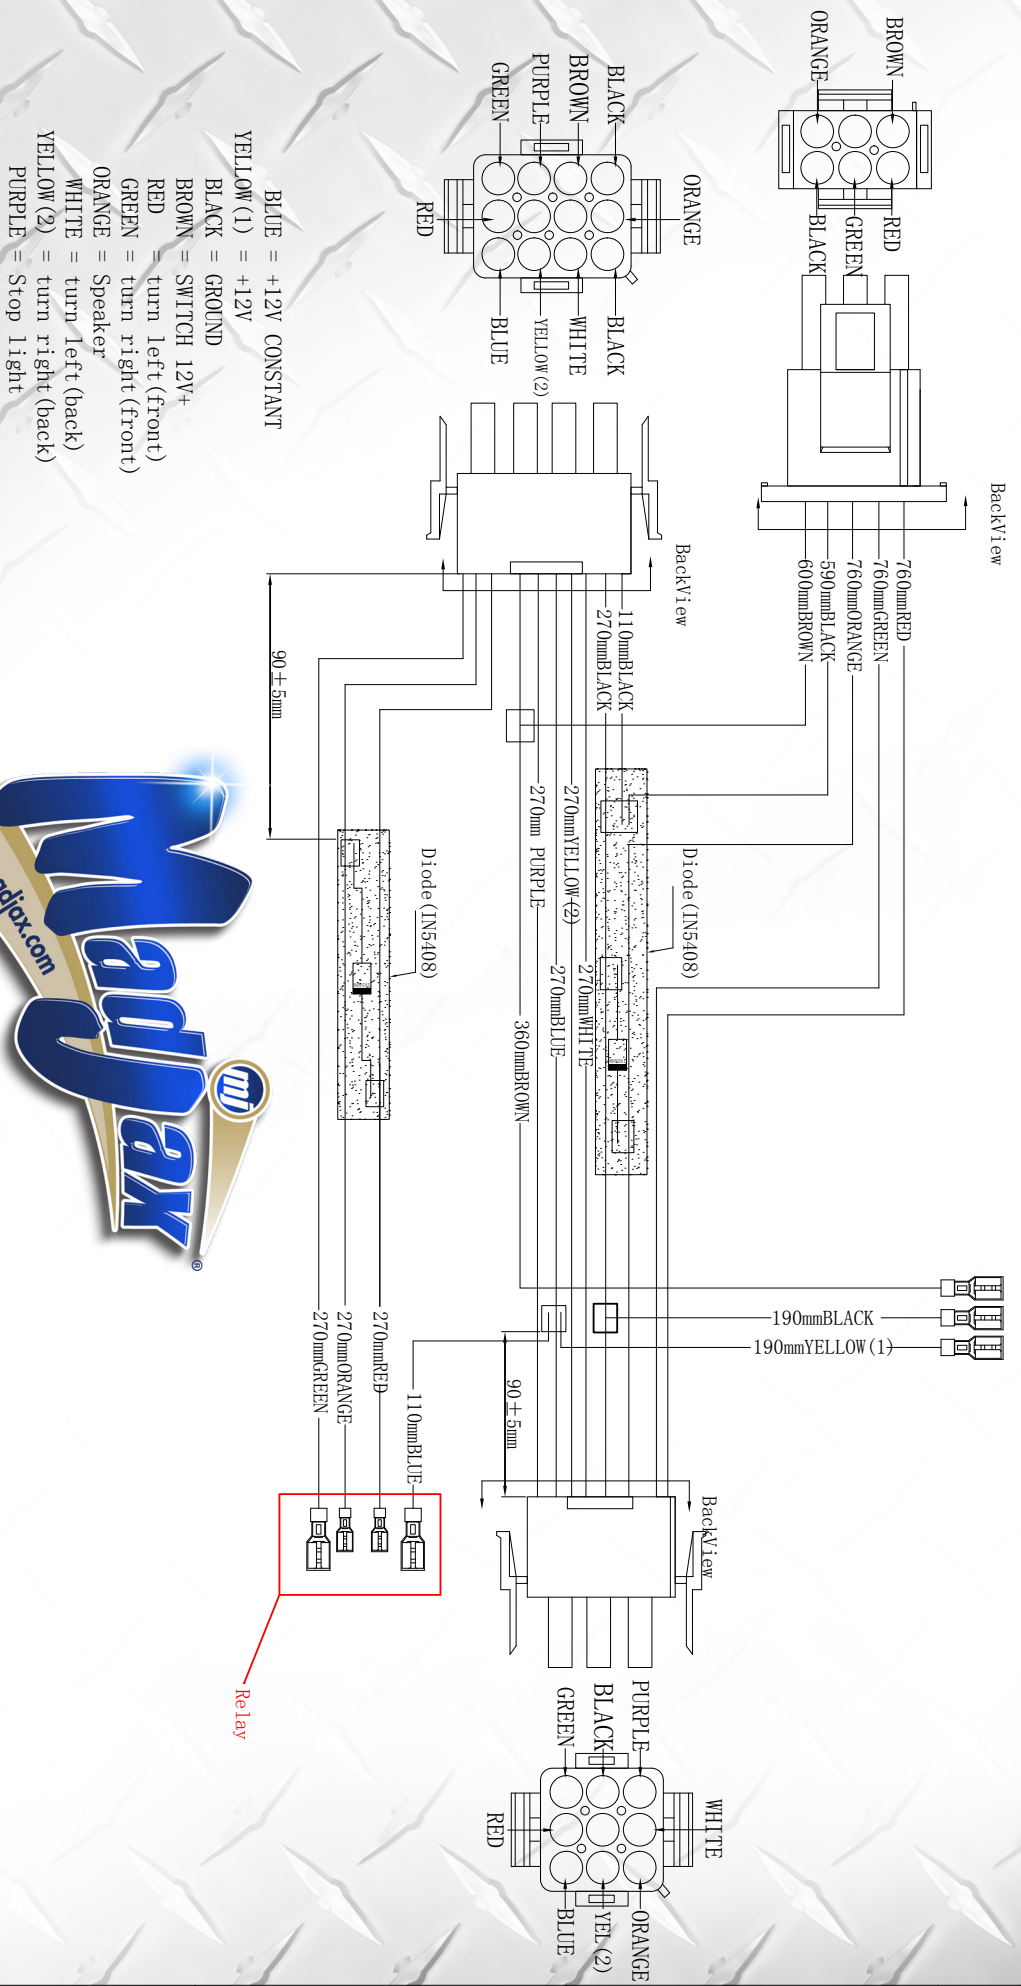 BackView
BROWN
ORANGE
RED
GREEN
BLACK
760mmRED
760mmGREEN
760mmORANGE
590mmBLACK
600mmBROWN
190mmBLACK
190mmYELLOW(1)
BackView
BackView
ORANGE
BLACK
BROWN
PURPLE
GREEN
BLACK
WHITE
YELLOW(2)
BLUE
RED
110mmBLACK
270mmBLACK
Diode(IN5408)
270mmWHITE
270mmYELLOW(2)
270mmBLUE
270mm PURPLE
360mmBROWN
90±5mm
WHITE
PURPLE
BLACK
GREEN
ORANGE
YEL(2)
BLUE
RED
Diode(IN5408)
110mmBLUE
270mmRED
270mmORANGE
270mmGREEN
90±5mm
Relay
BLUE = +12V CONSTANT
YELLOW(1) = +12V
BLACK = GROUND
BROWN = SWITCH 12V+
RED = turn left(front)
GREEN = turn right(front)
ORANGE = Speaker
WHITE = turn left(back)
YELLOW(2) = turn right(back)
PURPLE = Stop light
MadJax®
mj
adjax.com